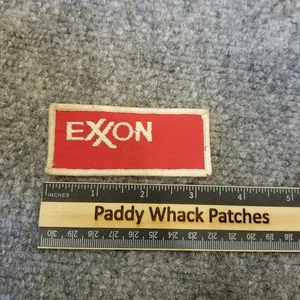 EXXON
INCHES 1 2 3 4 5
Paddy Whack Patches